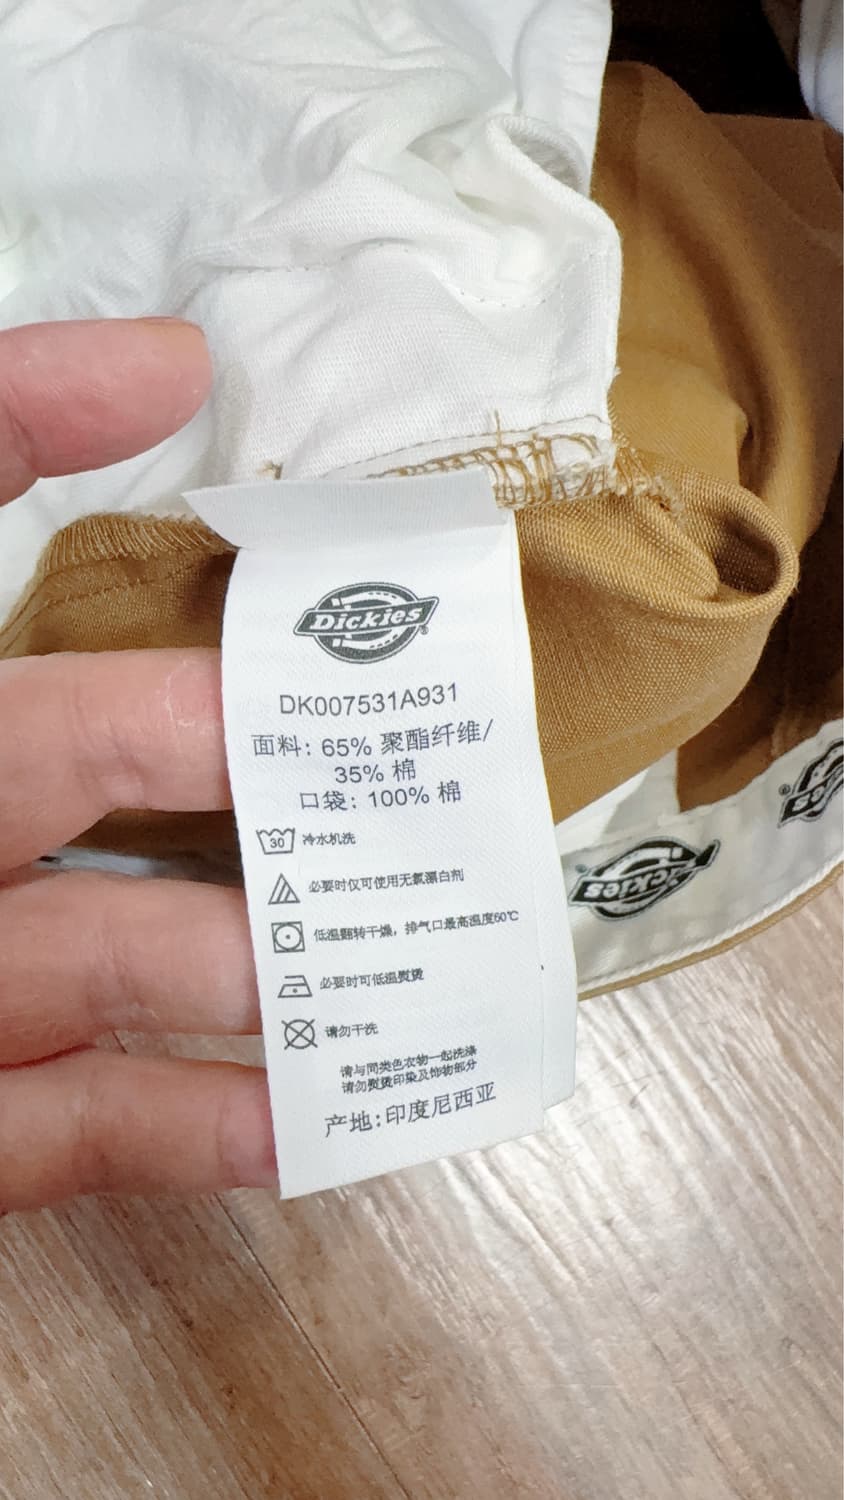 Dickies®
DK007531A931
面料: 65% 聚酯纤维/
35% 棉
口袋: 100% 棉
30 冷水机洗
必要时仅可使用无氯漂白剂
低温翻转干燥，排气口最高温度60℃
必要时可低温熨烫
请勿干洗
请与同类色衣物一起洗涤
请勿熨烫印染及饰物部分
产地:印度尼西亚
Dickies
Dickies®